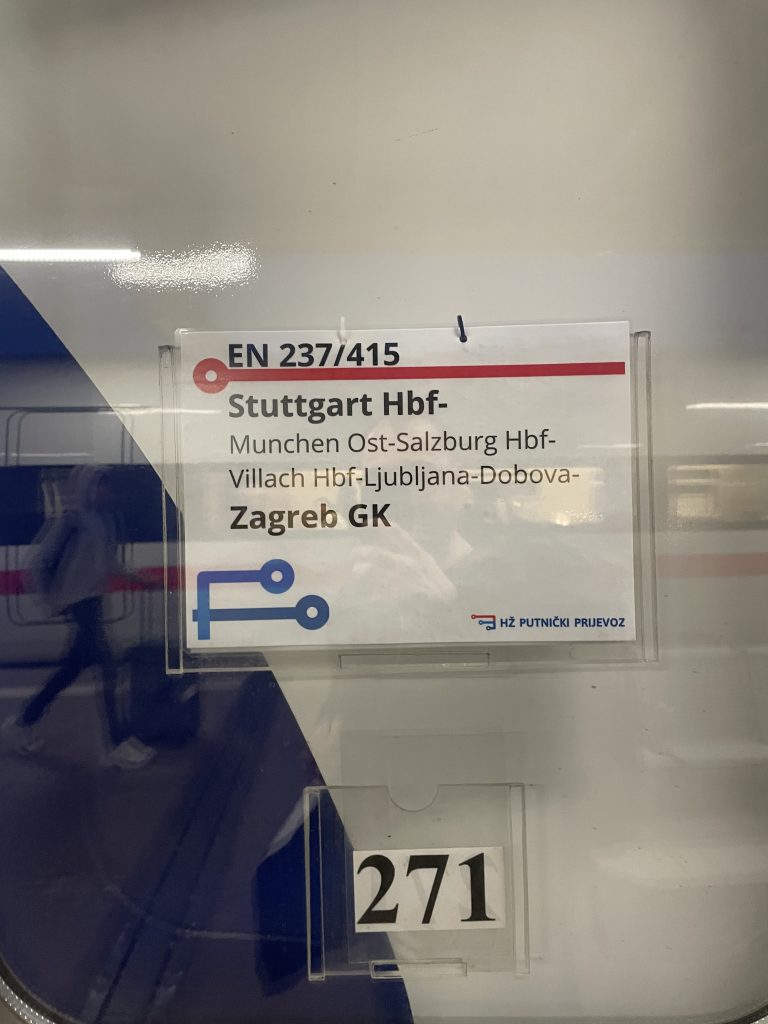 EN 237/415
Stuttgart Hbf-
Munchen Ost-Salzburg Hbf-
Villach Hbf-Ljubljana-Dobova-
Zagreb GK
HŽ PUTNIČKI PRIJEVOZ
271